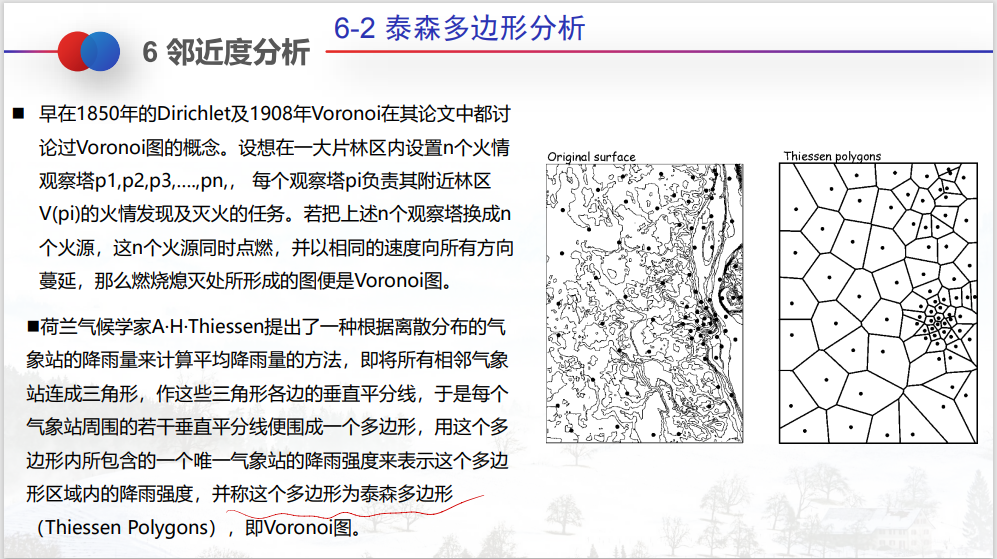 6-2 泰森多边形分析
6 邻近度分析
■ 早在1850年的Dirichlet及1908年Voronoi在其论文中都讨
论过Voronoi图的概念。设想在一大片林区内设置n个火情
观察塔p1,p2,p3,....,pn,， 每个观察塔pi负责其附近林区
V(pi)的火情发现及灭火的任务。若把上述n个观察塔换成n
个火源，这n个火源同时点燃，并以相同的速度向所有方向
蔓延，那么燃烧熄灭处所形成的图便是Voronoi图。
■荷兰气候学家A·H·Thiessen提出了一种根据离散分布的气
象站的降雨量来计算平均降雨量的方法，即将所有相邻气象
站连成三角形，作这些三角形各边的垂直平分线，于是每个
气象站周围的若干垂直平分线便围成一个多边形，用这个多
边形内所包含的一个唯一气象站的降雨强度来表示这个多边
形区域内的降雨强度，并称这个多边形为泰森多边形
（Thiessen Polygons），即Voronoi图。
Original surface
Thiessen polygons